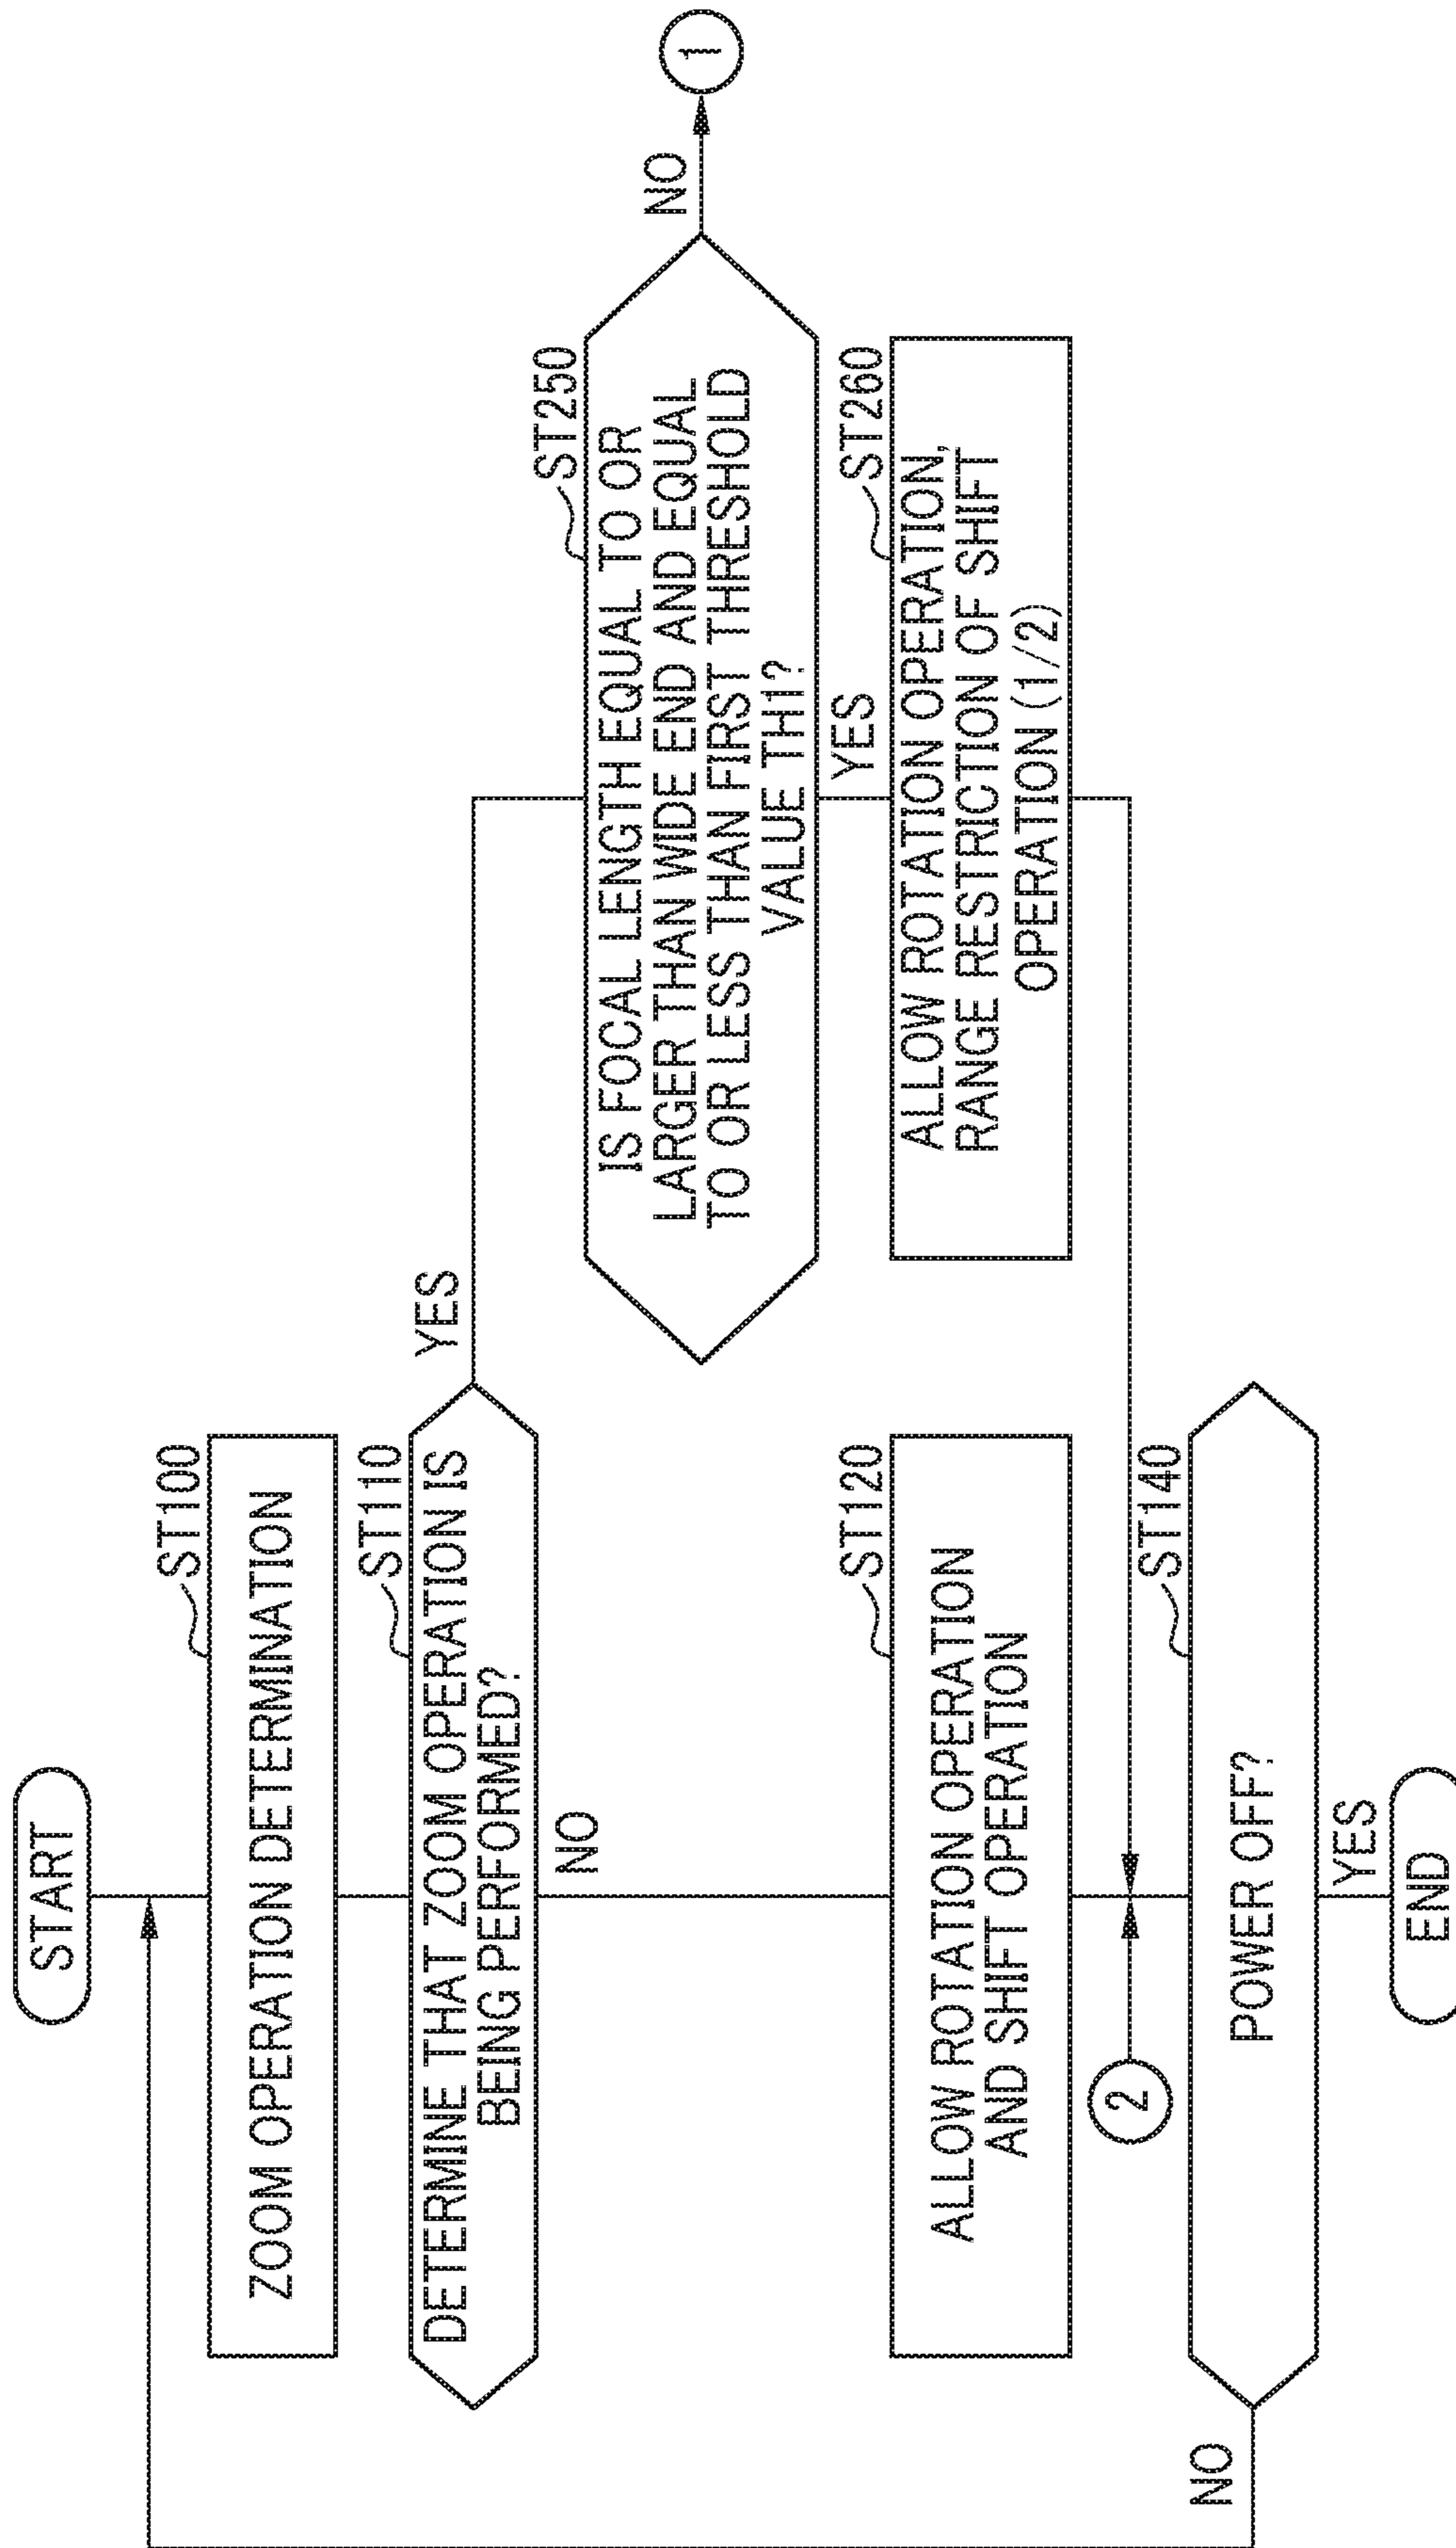 START
ST100
ZOOM OPERATION DETERMINATION
ST110
DETERMINE THAT ZOOM OPERATION IS
BEING PERFORMED?
YES
NO
ST250
IS FOCAL LENGTH EQUAL TO OR
LARGER THAN WIDE END AND EQUAL
TO OR LESS THAN FIRST THRESHOLD
VALUE TH1?
NO
1
YES
ST260
ALLOW ROTATION OPERATION,
RANGE RESTRICTION OF SHIFT
OPERATION (1/2)
ST120
ALLOW ROTATION OPERATION
AND SHIFT OPERATION
2
ST140
POWER OFF?
NO
YES
END